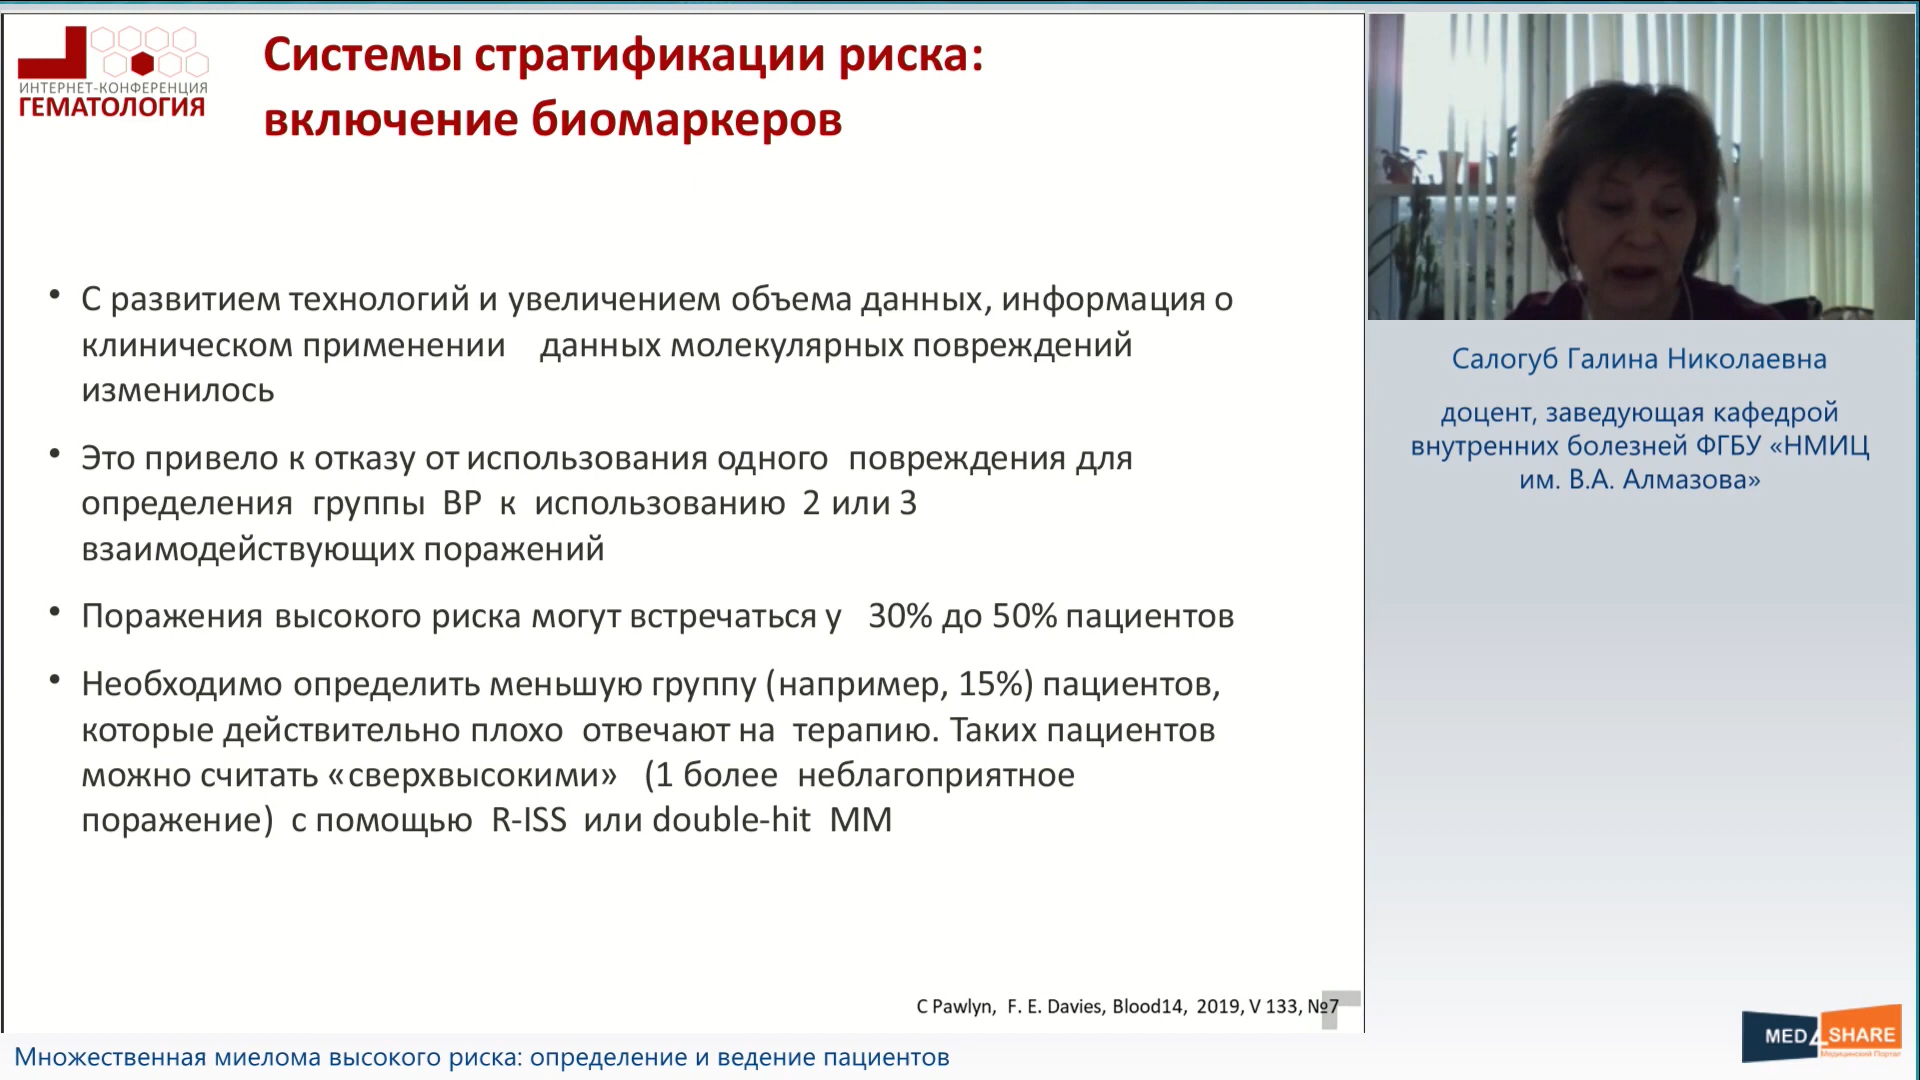 ИНТЕРНЕТ-КОНФЕРЕНЦИЯ
ГЕМАТОЛОГИЯ
Системы стратификации риска:
включение биомаркеров
• С развитием технологий и увеличением объема данных, информация о
клиническом применении данных молекулярных повреждений
изменилось
• Это привело к отказу от использования одного повреждения для
определения группы ВР к использованию 2 или 3
взаимодействующих поражений
• Поражения высокого риска могут встречаться у 30% до 50% пациентов
• Необходимо определить меньшую группу (например, 15%) пациентов,
которые действительно плохо отвечают на терапию. Таких пациентов
можно считать «сверхвысокими» (1 более неблагоприятное
поражение) с помощью R-ISS или double-hit ММ
C Pawlyn, F. E. Davies, Blood14, 2019, V 133, №7
Салогуб Галина Николаевна
доцент, заведующая кафедрой
внутренних болезней ФГБУ «НМИЦ
им. В.А. Алмазова»
MED4SHARE
Медицинский Портал
Множественная миелома высокого риска: определение и ведение пациентов